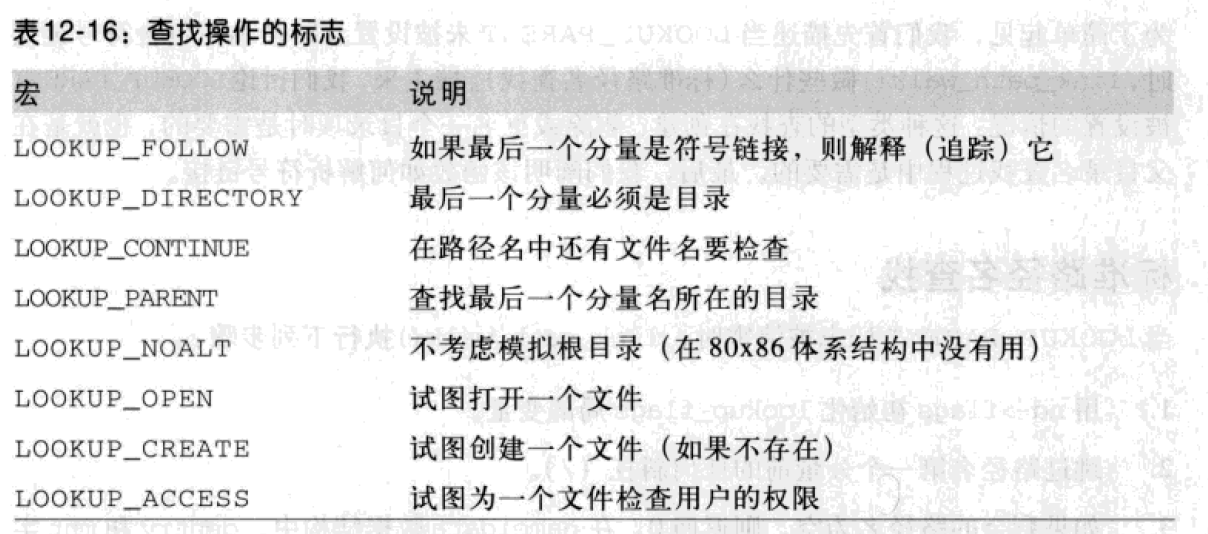 表12-16：查找操作的标志
宏 说明
LOOKUP_FOLLOW 如果最后一个分量是符号链接，则解释（追踪）它
LOOKUP_DIRECTORY 最后一个分量必须是目录
LOOKUP_CONTINUE 在路径名中还有文件名要检查
LOOKUP_PARENT 查找最后一个分量名所在的目录
LOOKUP_NOALT 不考虑模拟根目录（在80x86体系结构中没有用）
LOOKUP_OPEN 试图打开一个文件
LOOKUP_CREATE 试图创建一个文件（如果不存在）
LOOKUP_ACCESS 试图为一个文件检查用户的权限